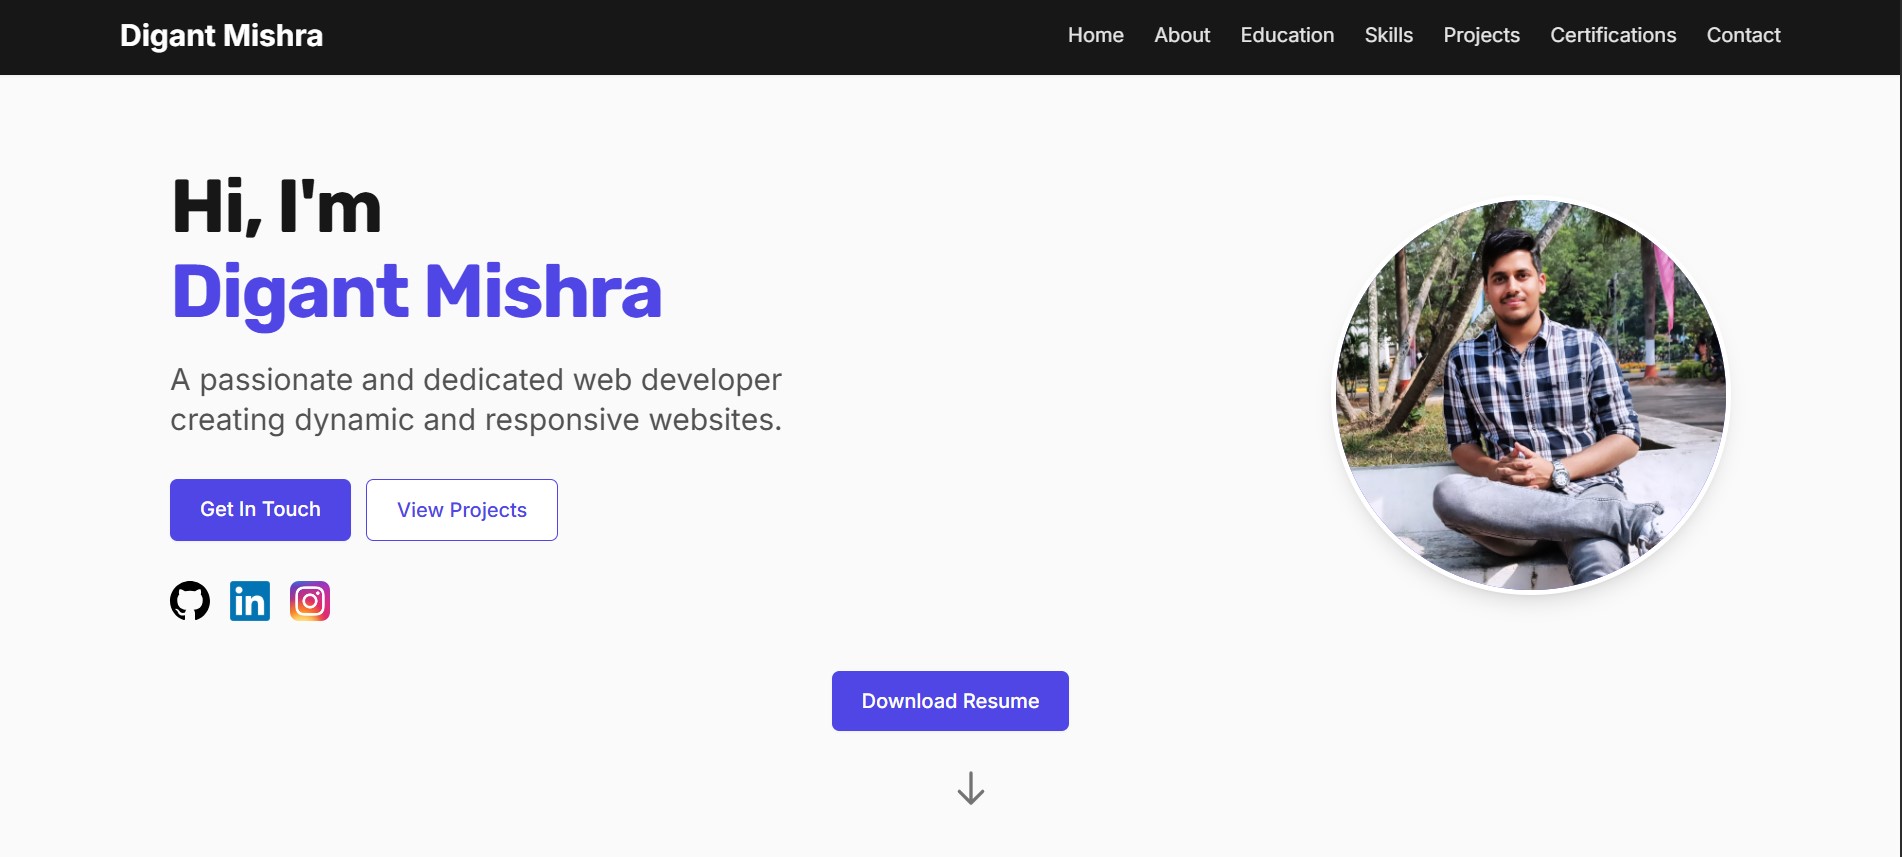 Digant Mishra
Home About Education Skills Projects Certifications Contact
Hi, I'm
Digant Mishra
A passionate and dedicated web developer
creating dynamic and responsive websites.
Get In Touch
View Projects
in
Download Resume